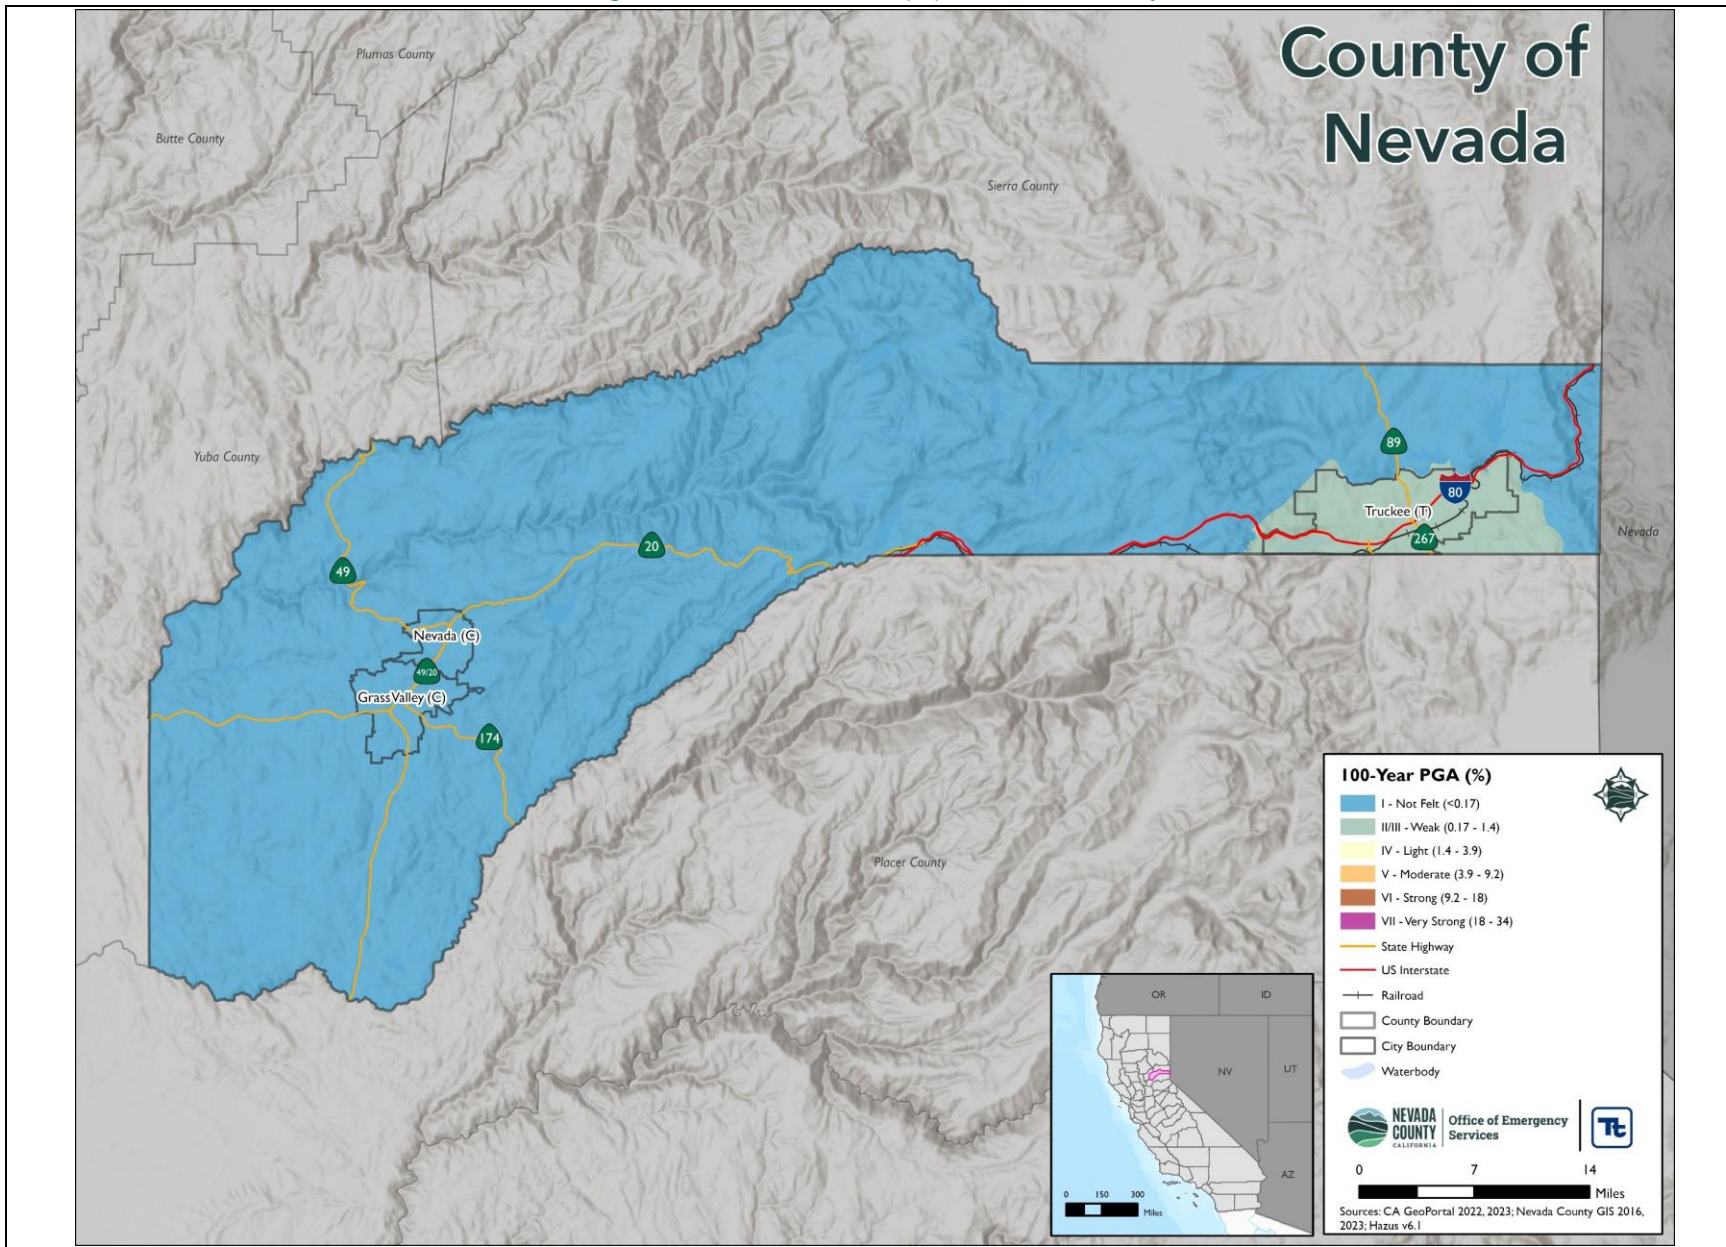 County of
Nevada
Plumas County
Butte County
Sierra County
Yuba County
89
80
Truckee (T)
267
Nevada
20
49
Nevada (C)
49/20
Grass Valley (C)
174
Placer County
100-Year PGA (%)
I - Not Felt (<0.17)
II/III - Weak (0.17 - 1.4)
IV - Light (1.4 - 3.9)
V - Moderate (3.9 - 9.2)
VI - Strong (9.2 - 18)
VII - Very Strong (18 - 34)
State Highway
US Interstate
Railroad
County Boundary
City Boundary
Waterbody
NEVADA
COUNTY
CALIFORNIA
Office of Emergency
Services
Tt
0 7 14
Miles
Sources: CA GeoPortal 2022, 2023; Nevada County GIS 2016,
2023; Hazus v6.1
OR
ID
NV
UT
AZ
0 150 300
Miles